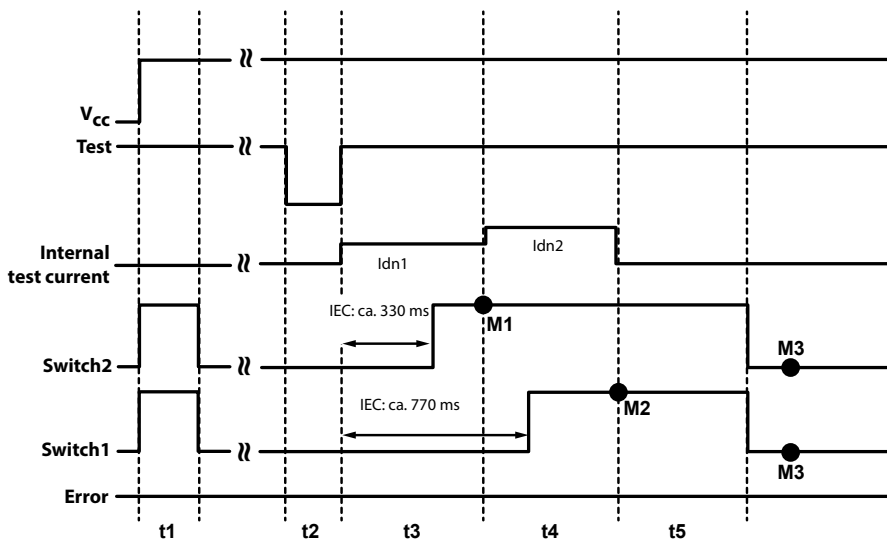 Vcc
Test
Internal
test current
Idn1
Idn2
IEC: ca. 330 ms
M1
Switch2
M3
IEC: ca. 770 ms
M2
Switch1
M3
Error
t1
t2
t3
t4
t5